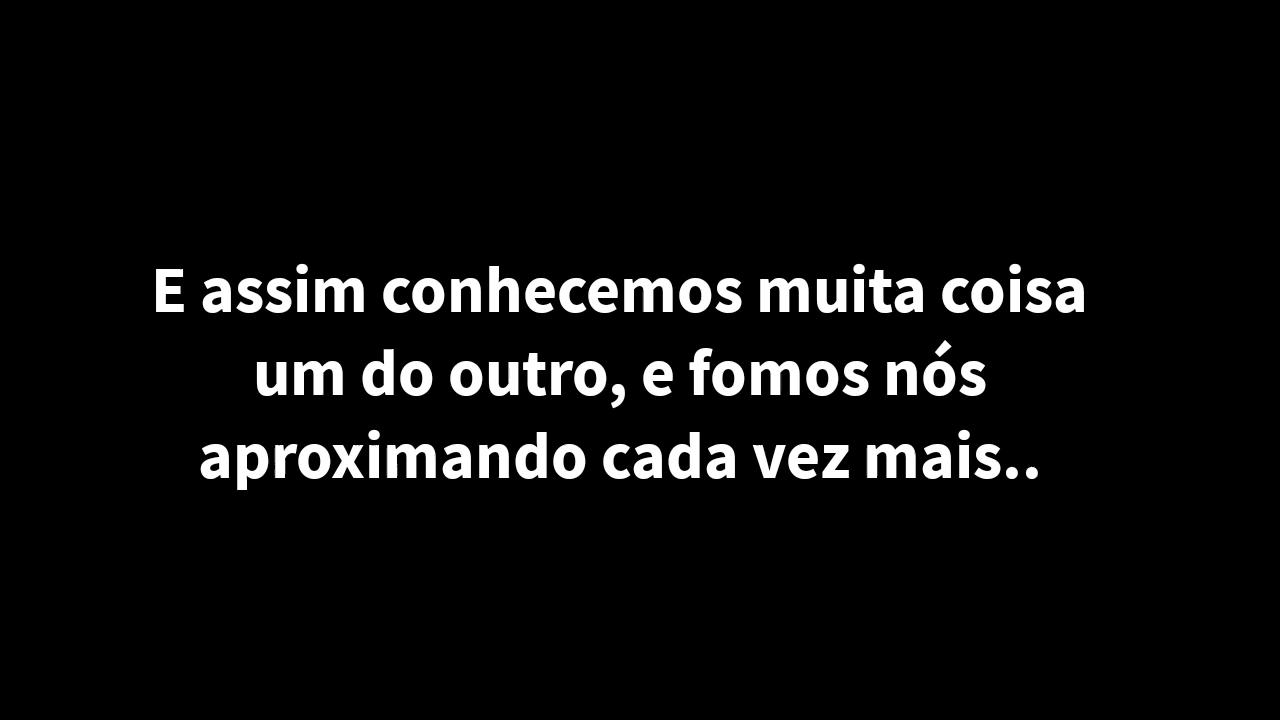 E assim conhecemos muita coisa
um do outro, e fomos nós
aproximando cada vez mais..